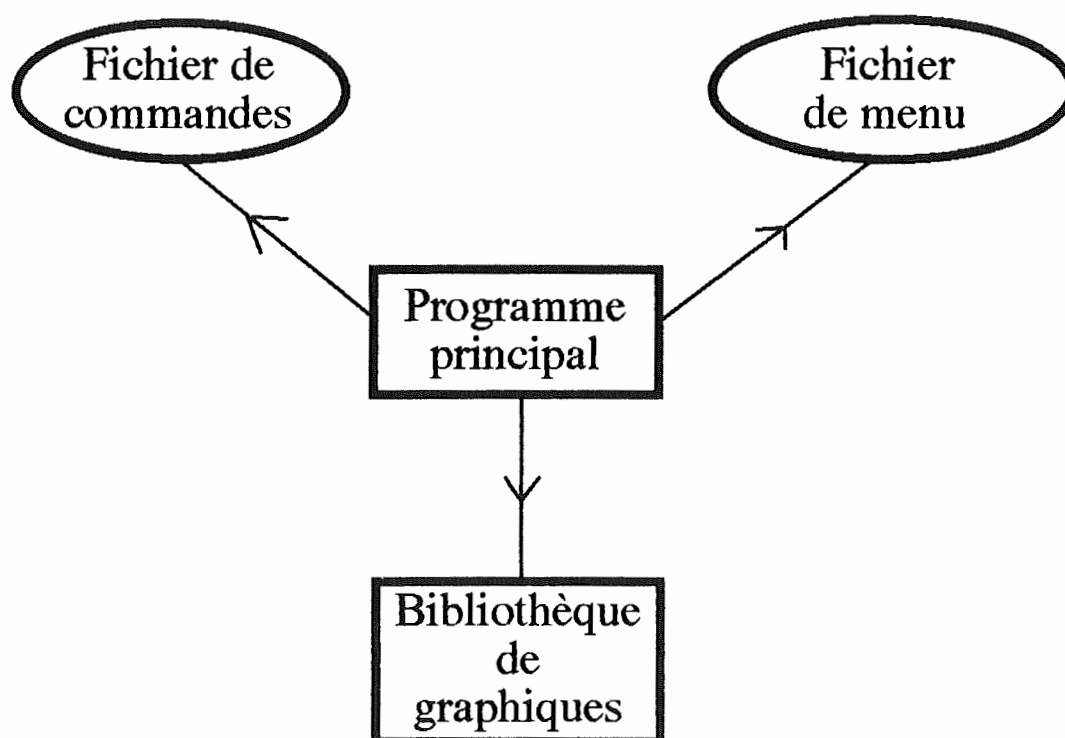 Fichier de
commandes
Fichier
de menu
Programme
principal
Bibliothèque
de
graphiques